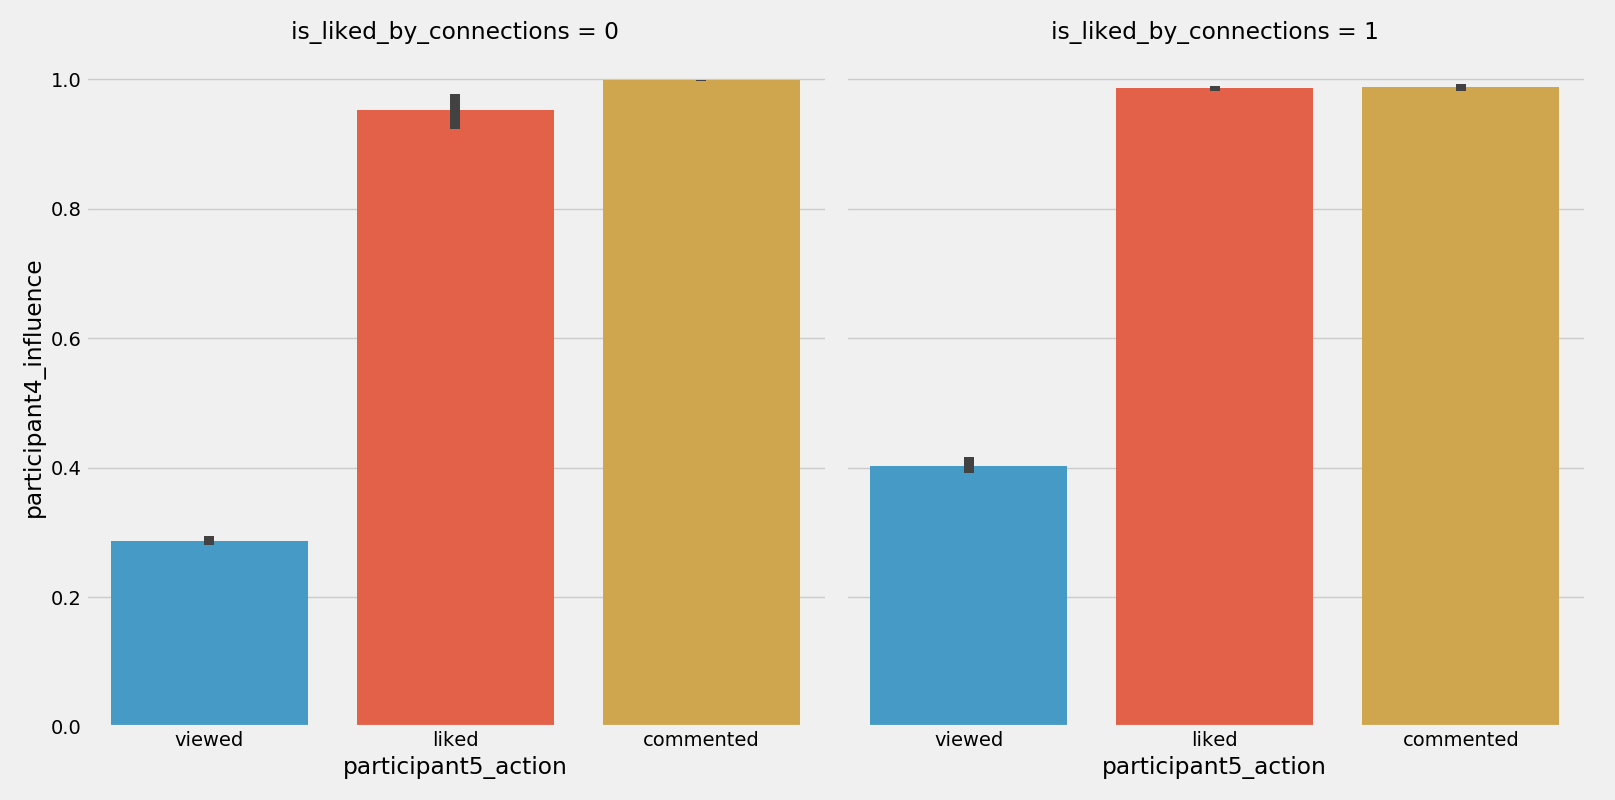 is_liked_by_connections = 0
is_liked_by_connections = 1
participant4_influence
1.0
0.8
0.6
0.4
0.2
0.0
viewed
liked
commented
viewed
liked
commented
participant5_action
participant5_action